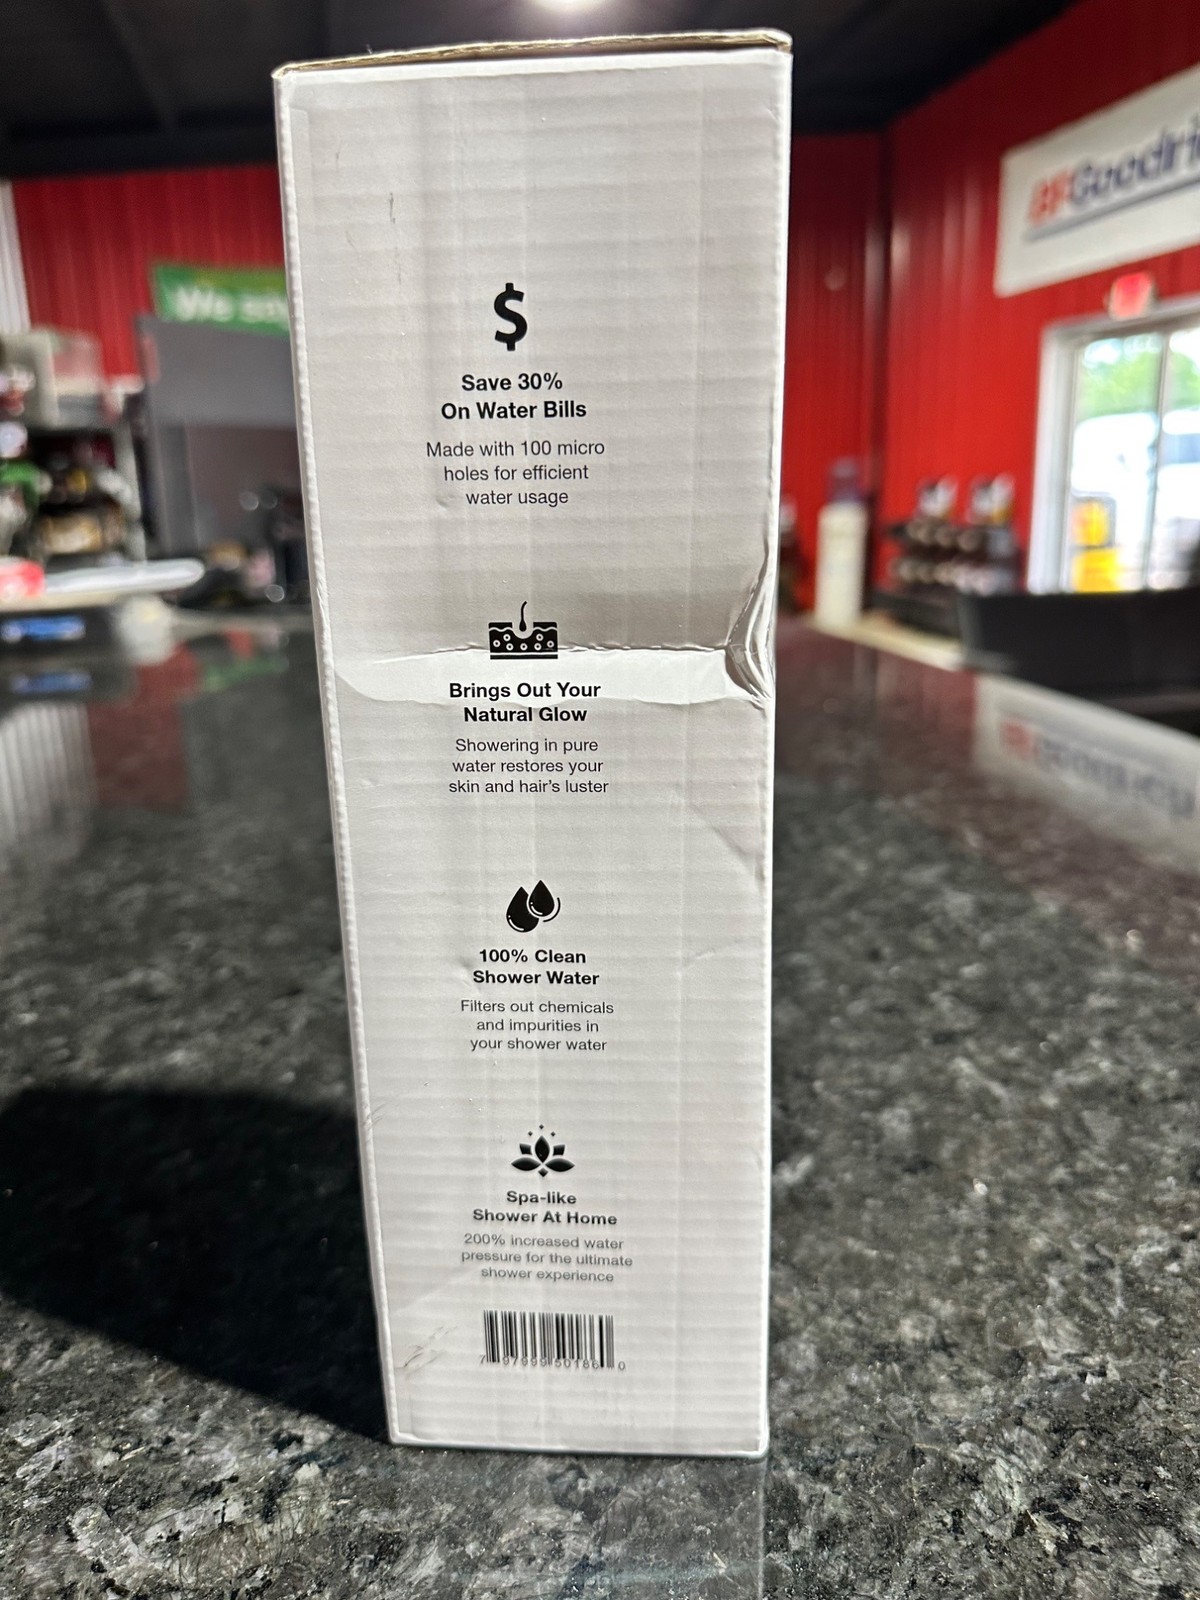 BFGoodri
We
$
Save 30%
On Water Bills
Made with 100 micro
holes for efficient
water usage
Brings Out Your
Natural Glow
Showering in pure
water restores your
skin and hair's luster
100% Clean
Shower Water
Filters out chemicals
and impurities in
your shower water
Spa-like
Shower At Home
200% increased water
pressure for the ultimate
shower experience